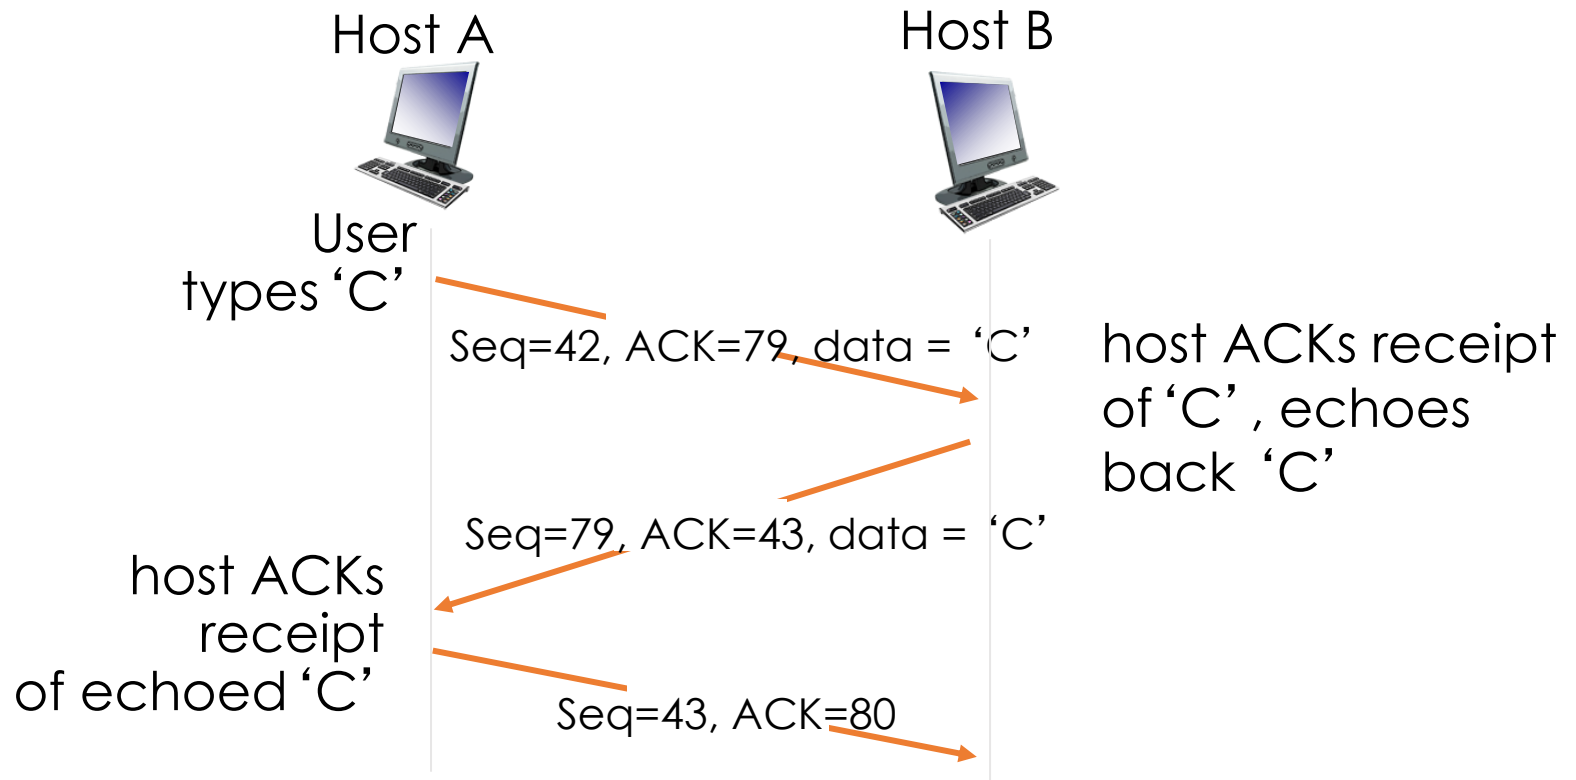 Host A
Host B
User
types ‘C’
Seq=42, ACK=79, data = ‘C’
host ACKs receipt
of ‘C’, echoes
back ‘C’
Seq=79, ACK=43, data = ‘C’
host ACKs
receipt
of echoed ‘C’
Seq=43, ACK=80